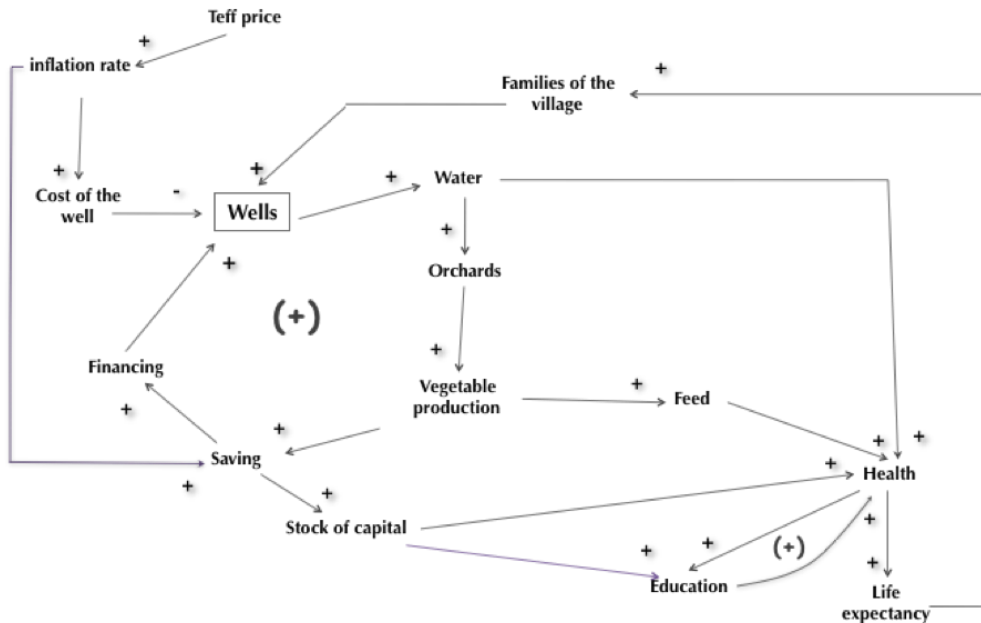 Teff price
+
inflation rate
+
Families of the
village
+
+
Cost of the
well
-
+
Wells
+
Water
+
Orchards
+
(+)
+
Financing
+
Vegetable
production
+
Feed
+
Saving
+
+
+
+
+
Health
Stock of capital
+
+
(+)
+
+
Education
Life
expectancy